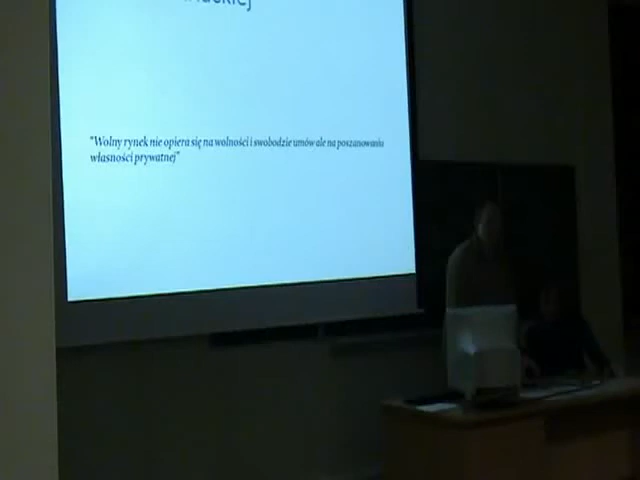 "Wolny rynek nie opiera się na wolności i swobodzie umów ale na poszanowaniu
własności prywatnej"